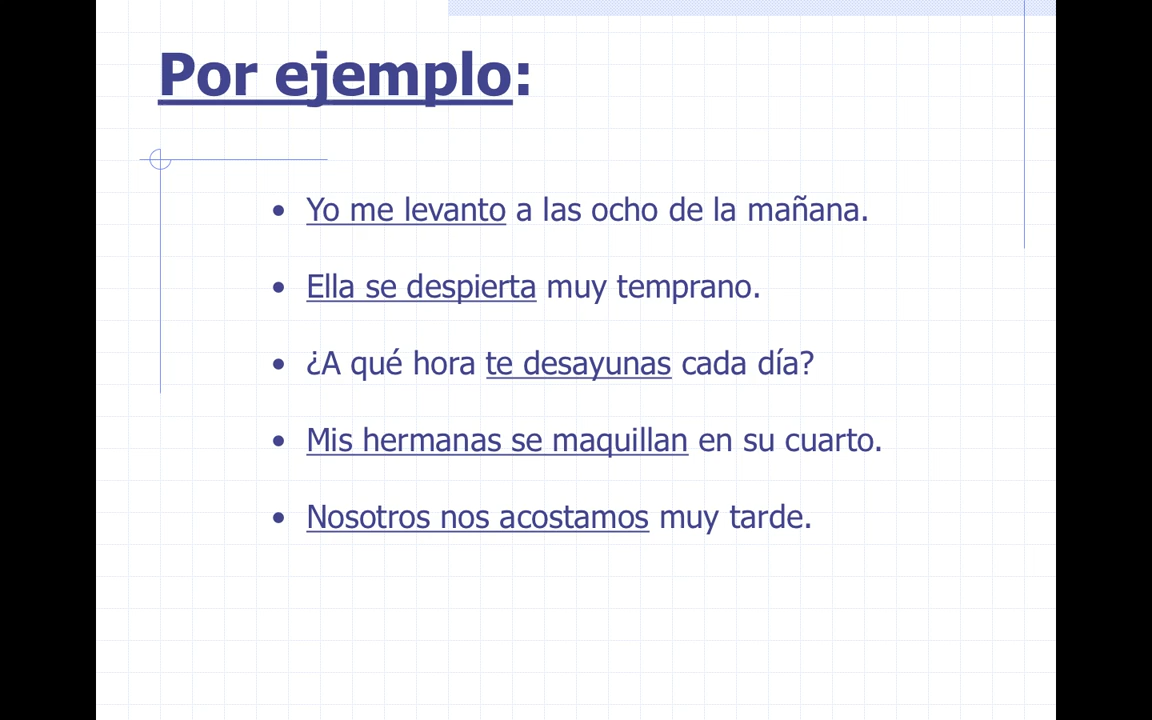 Por ejemplo:
• Yo me levanto a las ocho de la mañana.
• Ella se despierta muy temprano.
• ¿A qué hora te desayunas cada día?
• Mis hermanas se maquillan en su cuarto.
• Nosotros nos acostamos muy tarde.